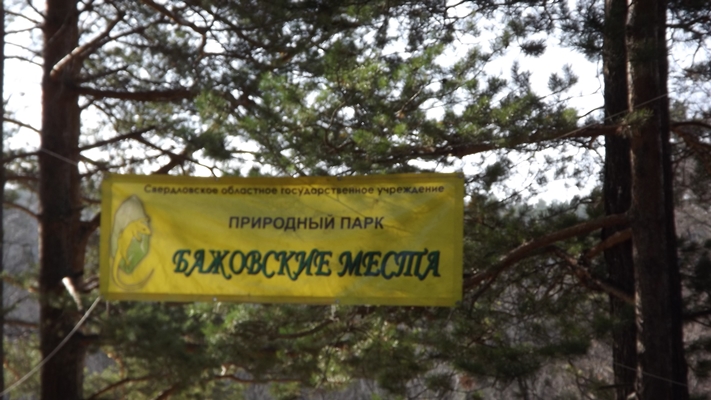 Свердловское областное государственное учреждение
ПРИРОДНЫЙ ПАРК
БАЖОВСКИЕ МЕСТА